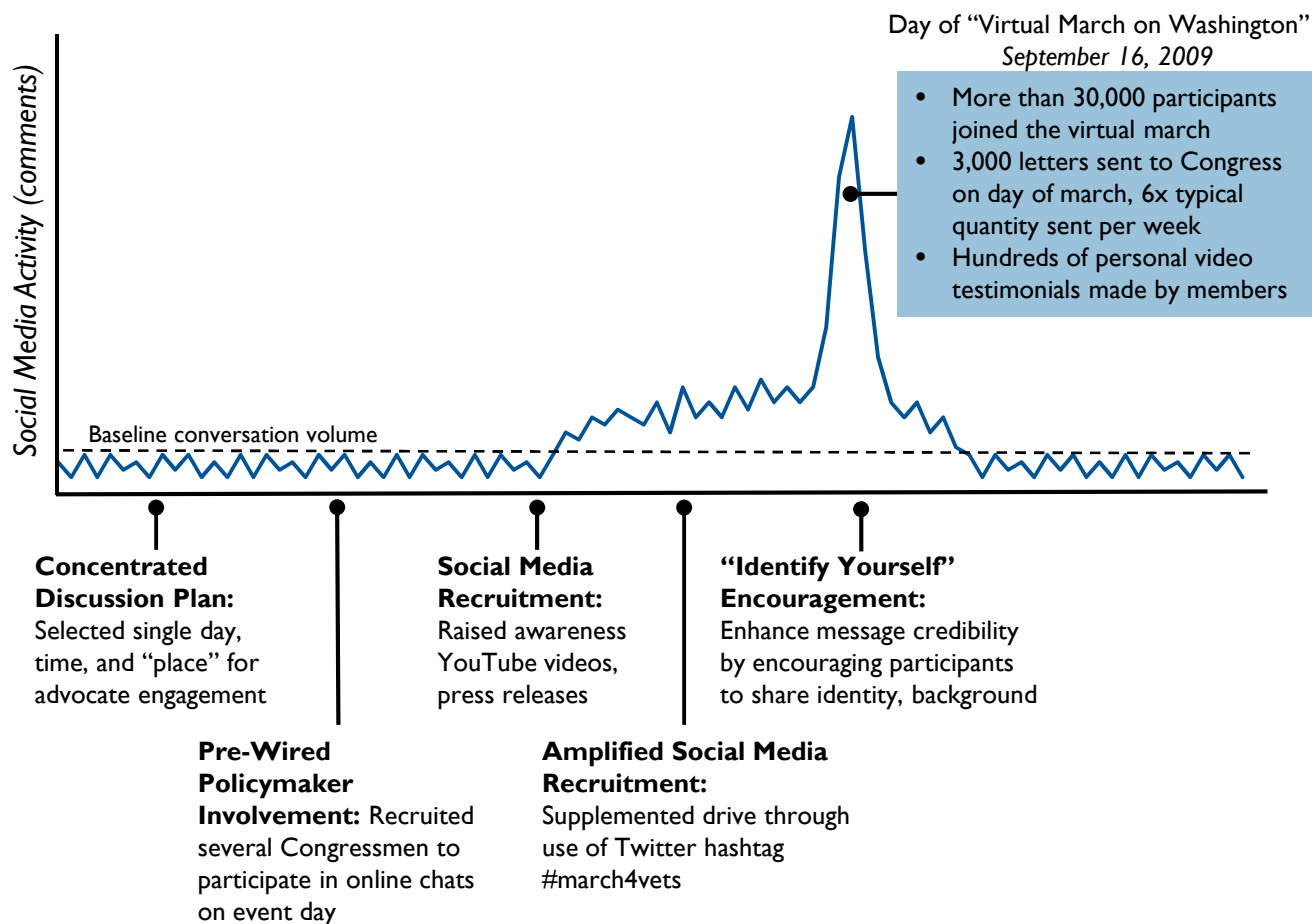 Day of “Virtual March on Washington”
September 16, 2009
• More than 30,000 participants
joined the virtual march
• 3,000 letters sent to Congress
on day of march, 6x typical
quantity sent per week
• Hundreds of personal video
testimonials made by members
Social Media Activity (comments)
Baseline conversation volume
Concentrated
Discussion Plan:
Selected single day,
time, and “place” for
advocate engagement
Social Media
Recruitment:
Raised awareness
YouTube videos,
press releases
“Identify Yourself”
Encouragement:
Enhance message credibility
by encouraging participants
to share identity, background
Pre-Wired
Policymaker
Involvement: Recruited
several Congressmen to
participate in online chats
on event day
Amplified Social Media
Recruitment:
Supplemented drive through
use of Twitter hashtag
#march4vets